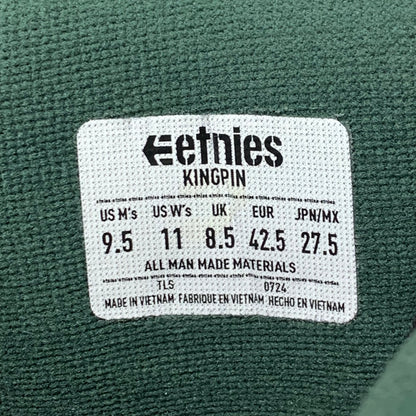 etnies
KINGPIN
US M's US W's UK EUR JPN/MX
9.5 11 8.5 42.5 27.5
ALL MAN MADE MATERIALS
TLS 0724
MADE IN VIETNAM FABRIQUE EN VIETNAM HECHO EN VIETNAM